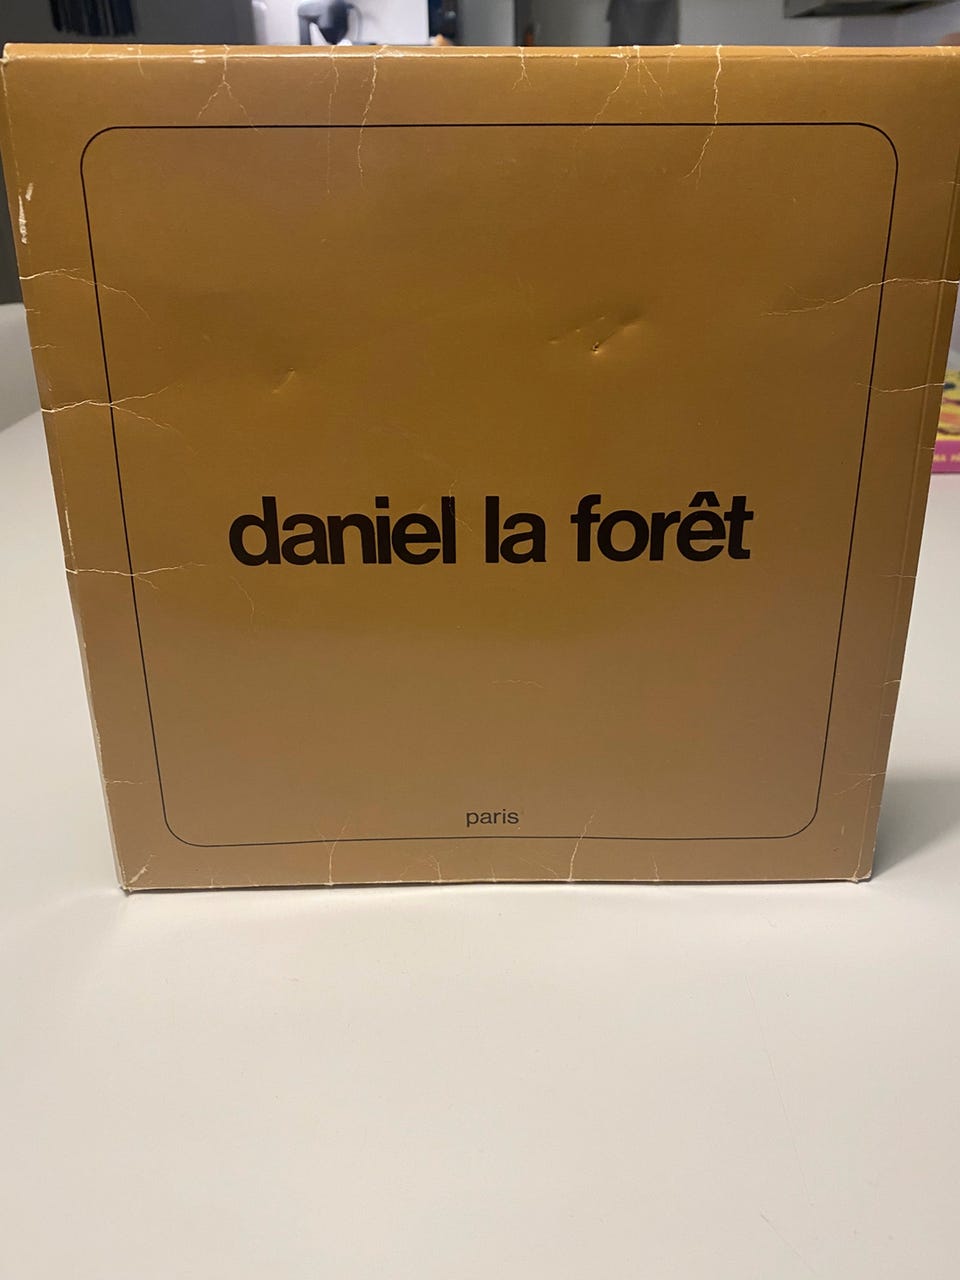 daniel la forêt
paris